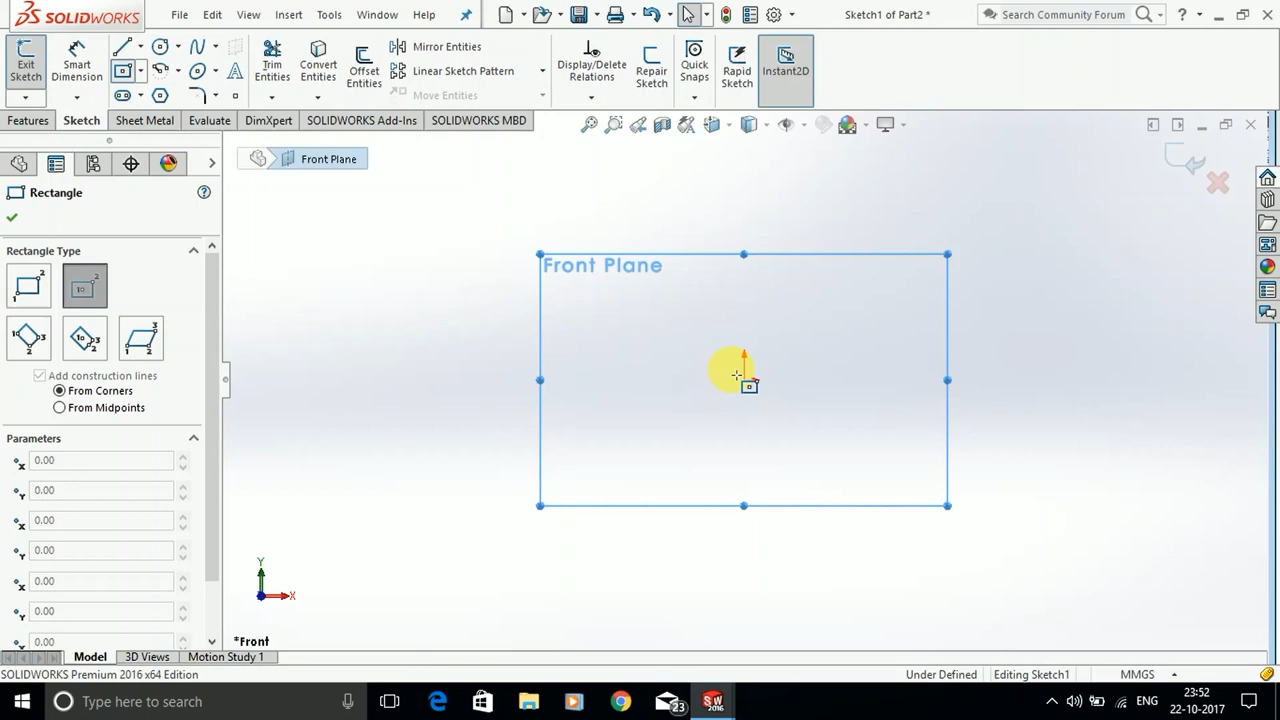 SOLIDWORKS
File Edit View Insert Tools Window Help
Sketch1 of Part2 *
Search Community Forum
?
Exit Sketch
Smart Dimension
Trim Entities
Convert Entities
Offset Entities
Mirror Entities
Linear Sketch Pattern
Move Entities
Display/Delete Relations
Repair Sketch
Quick Snaps
Rapid Sketch
Instant2D
Features Sketch Sheet Metal Evaluate DimXpert SOLIDWORKS Add-Ins SOLIDWORKS MBD
Front Plane
Rectangle
?
Rectangle Type
Add construction lines
From Corners
From Midpoints
Parameters
x 0.00
Y 0.00
x 0.00
Y 0.00
x 0.00
Y 0.00
0.00
Front Plane
Y
X
*Front
Model 3D Views Motion Study 1
SOLIDWORKS Premium 2016 x64 Edition
Under Defined Editing Sketch1 MMGS
Type here to search
23
SW 2016
ENG
23:52
22-10-2017